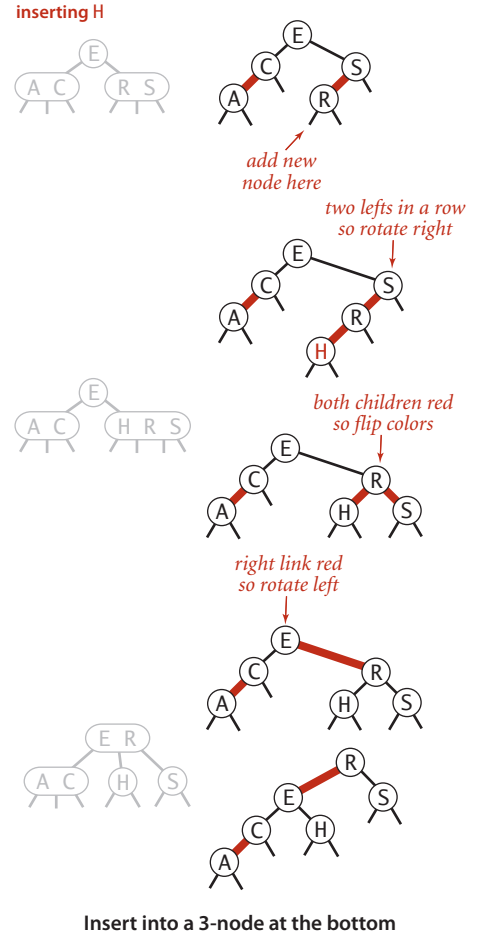 inserting H
E
A C R S
E
C S
A R
add new
node here
two lefts in a row
so rotate right
E
C S
A R
H
E
A C H R S
both children red
so flip colors
E
C R
A H S
right link red
so rotate left
E
C R
A H S
E R
A C H S
R
E S
C H
A
Insert into a 3-node at the bottom